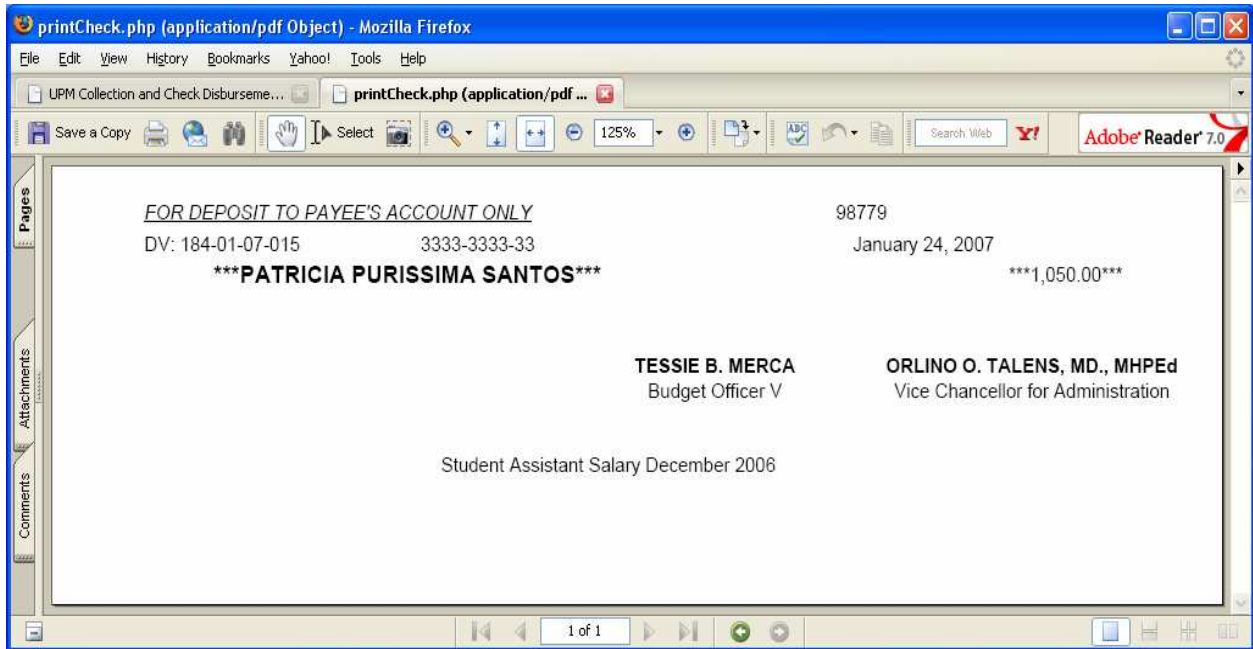 printCheck.php (application/pdf Object) - Mozilla Firefox
File Edit View History Bookmarks Yahoo! Tools Help
UPM Collection and Check Disburseme... printCheck.php (application/pdf ...
Save a Copy Select 125% ABC Search Web Y! Adobe Reader 7.0
Pages
Attachments
Comments
FOR DEPOSIT TO PAYEE'S ACCOUNT ONLY 98779
DV: 184-01-07-015 3333-3333-33 January 24, 2007
***PATRICIA PURISSIMA SANTOS*** ***1,050.00***
TESSIE B. MERCA ORLINO O. TALENS, MD., MHPEd
Budget Officer V Vice Chancellor for Administration
Student Assistant Salary December 2006
1 of 1